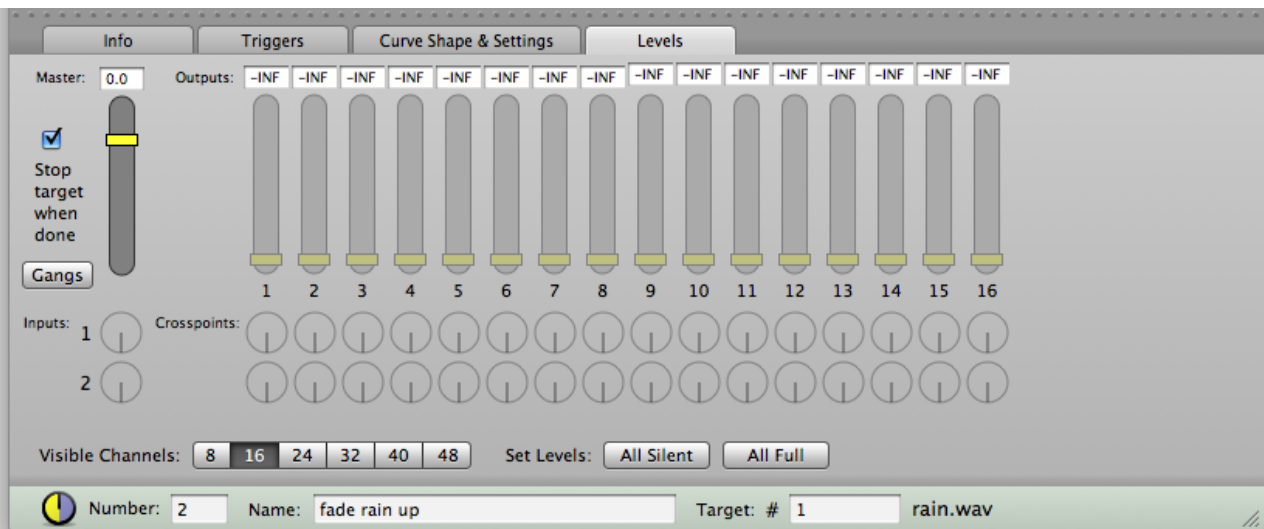 Info Triggers Curve Shape & Settings Levels
Master: 0.0 Outputs: -INF -INF -INF -INF -INF -INF -INF -INF -INF -INF -INF -INF -INF -INF -INF -INF
Stop
target
when
done
Gangs
1 2 3 4 5 6 7 8 9 10 11 12 13 14 15 16
Inputs: 1 Crosspoints:
2
Visible Channels: 8 16 24 32 40 48 Set Levels: All Silent All Full
Number: 2 Name: fade rain up Target: # 1 rain.wav